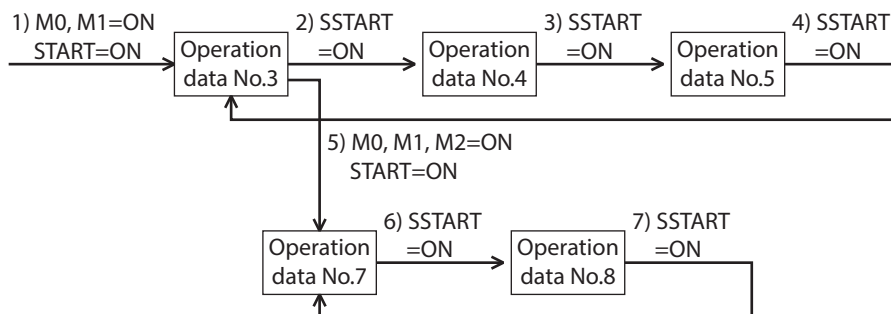 1) M0, M1=ON
START=ON
Operation
data No.3
2) SSTART
=ON
Operation
data No.4
3) SSTART
=ON
Operation
data No.5
4) SSTART
=ON
5) M0, M1, M2=ON
START=ON
Operation
data No.7
6) SSTART
=ON
Operation
data No.8
7) SSTART
=ON